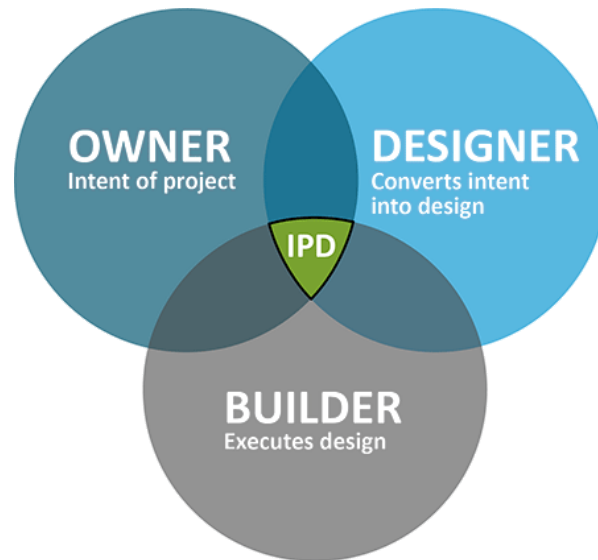 OWNER
Intent of project
DESIGNER
Converts intent
into design
IPD
BUILDER
Executes design